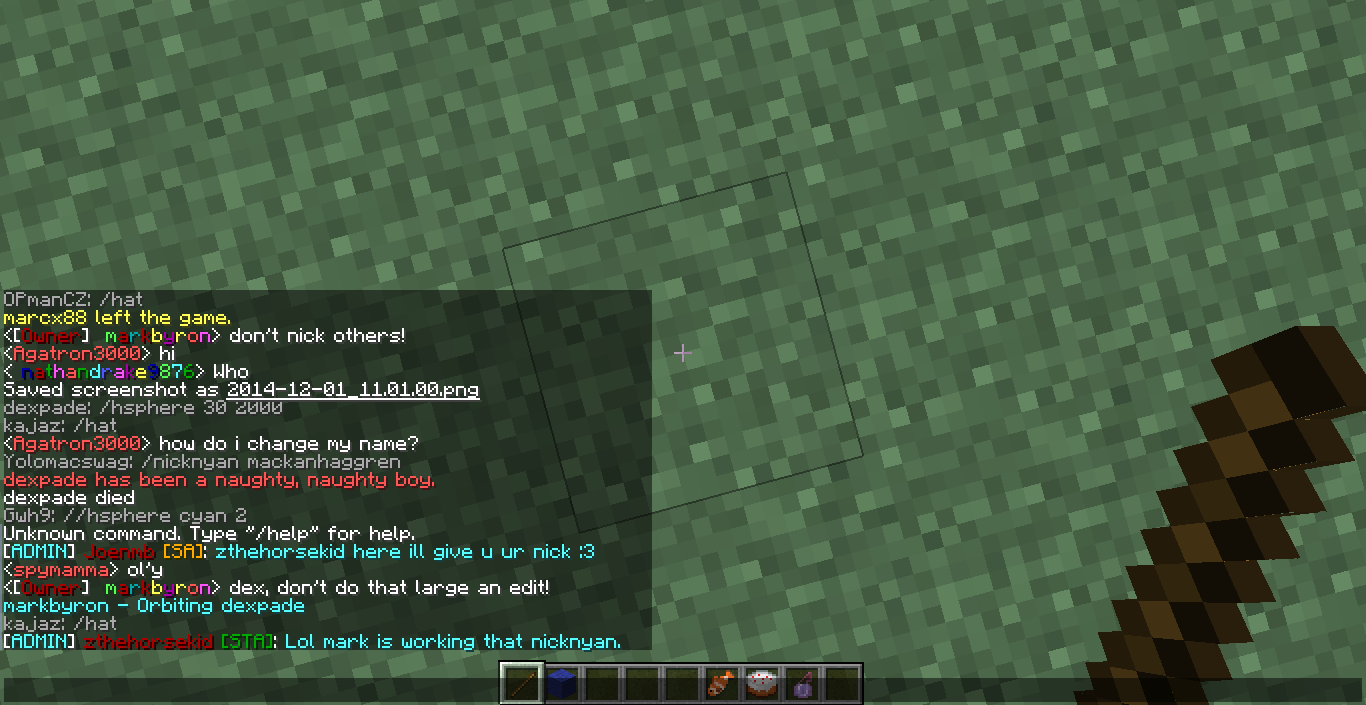 OPmanCZ: /hat
marcx88 left the game.
<[Owner] markbyron> don't nick others!
<Agatron3000> hi
< nathandrake9876> Who
Saved screenshot as 2014-12-01_11.01.00.png
dexpade: /hsphere 30 2000
kajaz: /hat
<Agatron3000> how do i change my name?
Yolomacswag: /nicknyan mackanhaggren
dexpade has been a naughty, naughty boy.
dexpade died
Gwh9: //hsphere cyan 2
Unknown command. Type "/help" for help.
[ADMIN] Joenmb [SA]: zthehorsekid here ill give u ur nick :3
<spymamma> ol'y
<[Owner] markbyron> dex, don't do that large an edit!
markbyron - Orbiting dexpade
kajaz: /hat
[ADMIN] zthehorsekid [STA]: Lol mark is working that nicknyan.